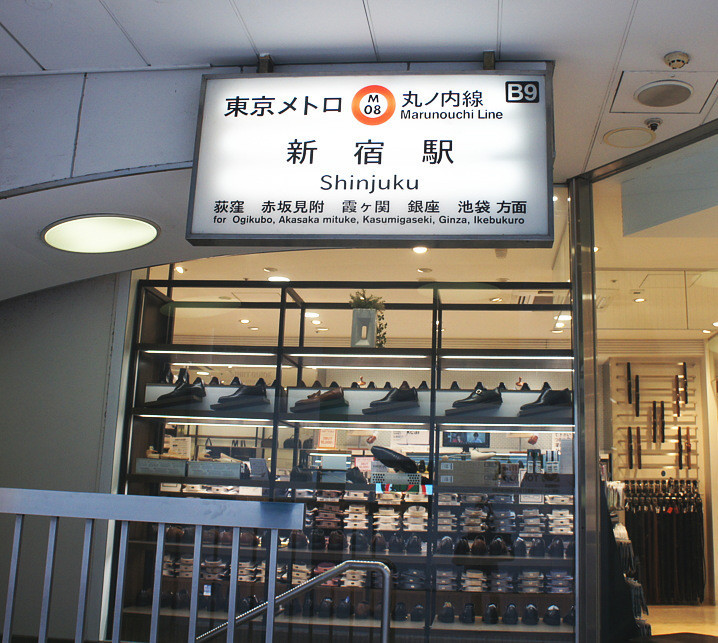 東京メトロ M 08 丸ノ内線 B9
Marunouchi Line
新宿駅
Shinjuku
荻窪 赤坂見附 霞ヶ関 銀座 池袋 方面
for Ogikubo, Akasaka mituke, Kasumigaseki, Ginza, Ikebukuro